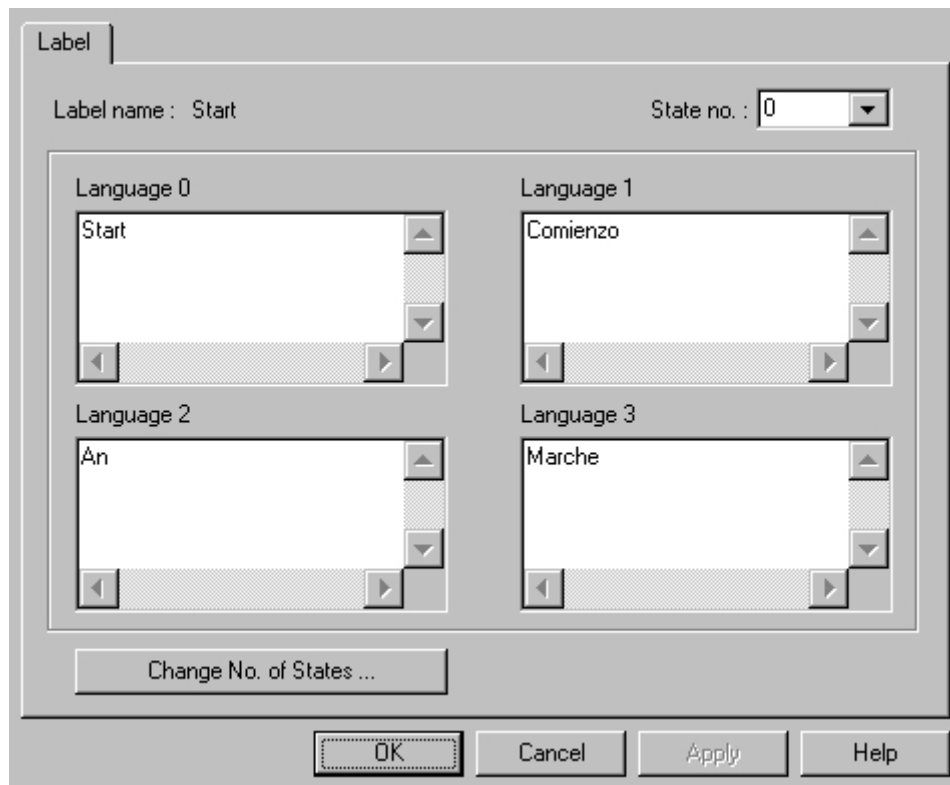 Label
Label name : Start State no. : 0
Language 0 Language 1
Start Comienzo
Language 2 Language 3
An Marche
Change No. of States ...
OK Cancel Apply Help